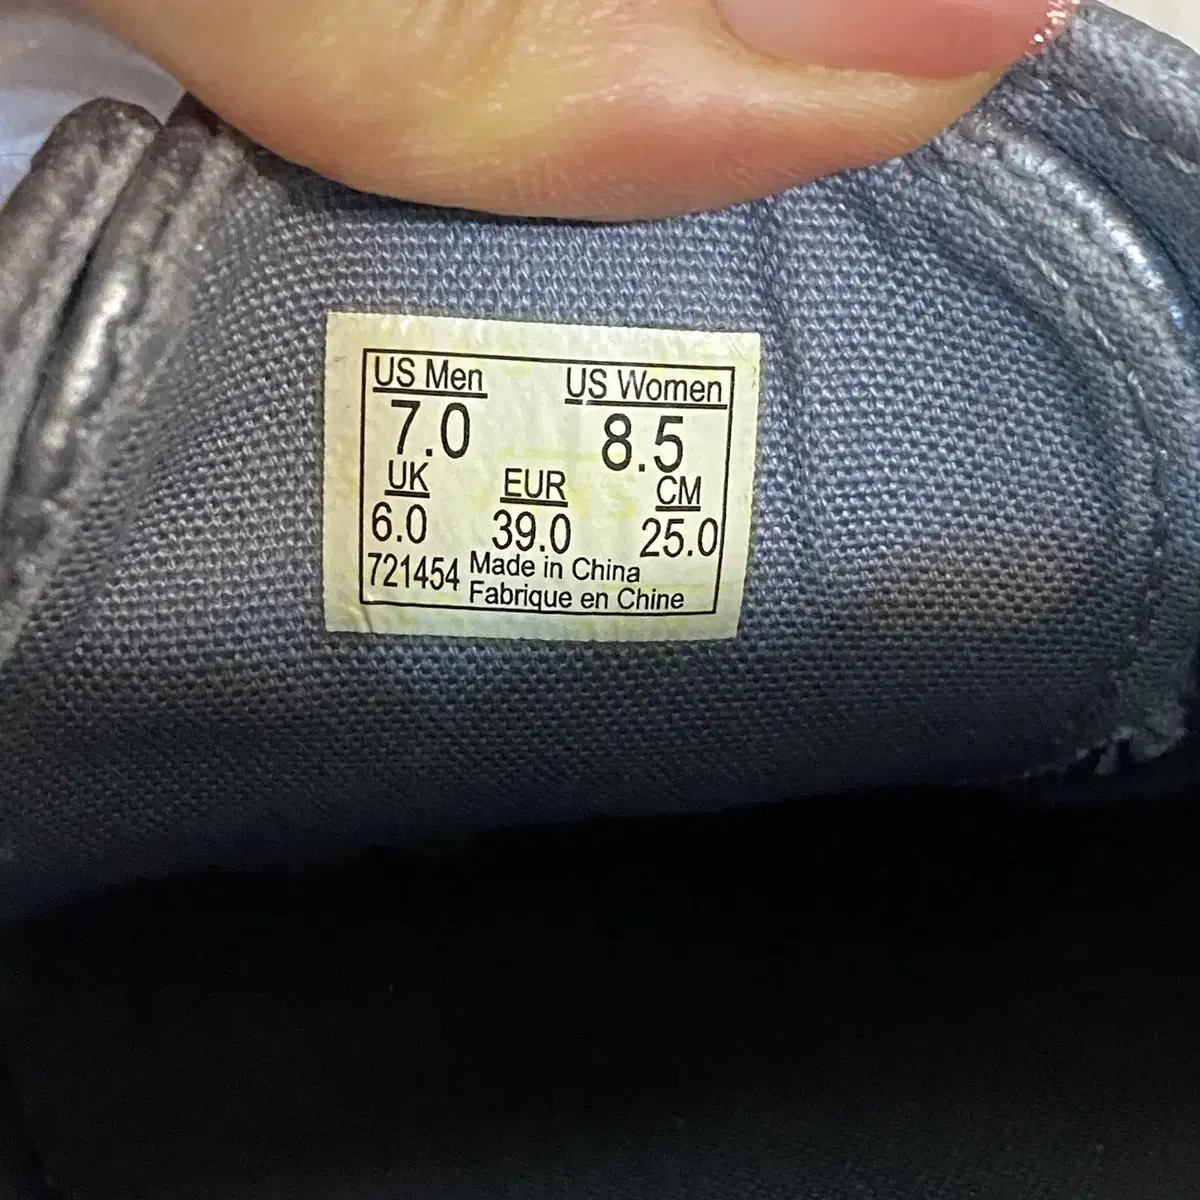 US Men US Women
7.0 8.5
UK EUR CM
6.0 39.0 25.0
721454 Made in China
Fabrique en Chine